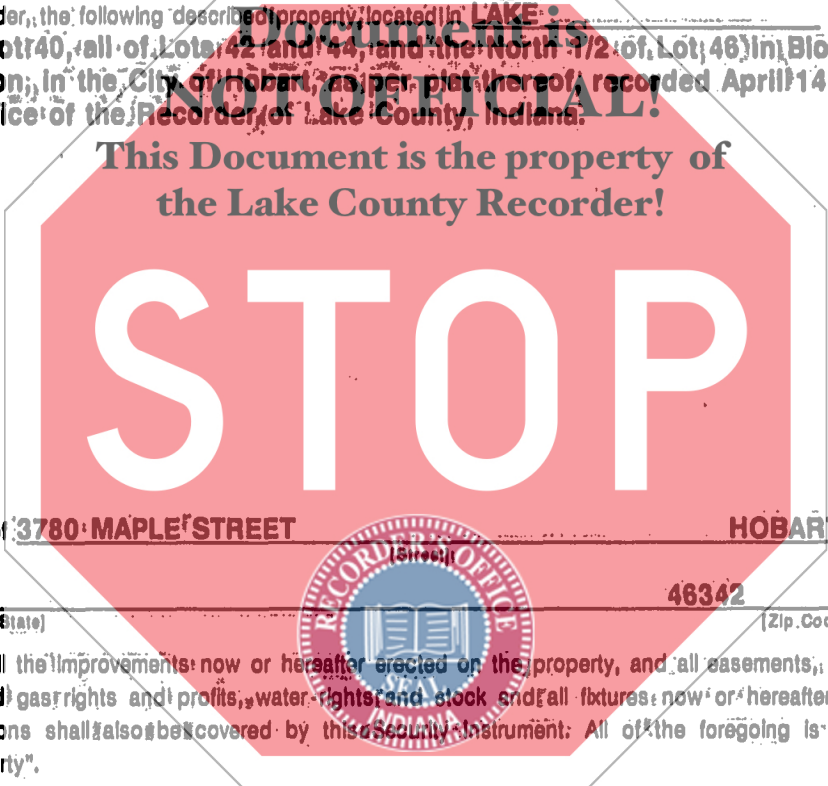 der, the following described property located in LAKE
ot 40, all of Lots 42 and 44, and the North 1/2 of Lot 46 in Blo
Document is
on, in the City of Hobart, as per plat thereof, recorded April 14
NOT OFFICIAL!
ice of the Recorder of Lake County, Indiana.
This Document is the property of
the Lake County Recorder!
STOP
3780 MAPLE STREET HOBAR
[Street]
RECORDER'S OFFICE
46342
State] [Zip Cod
the improvements now or hereafter erected on the property, and all easements,
gas rights and profits, water rights and stock and all fixtures now or hereafter
SEAL
INDIANA
ons shall also be covered by this Security Instrument. All of the foregoing is
rty".